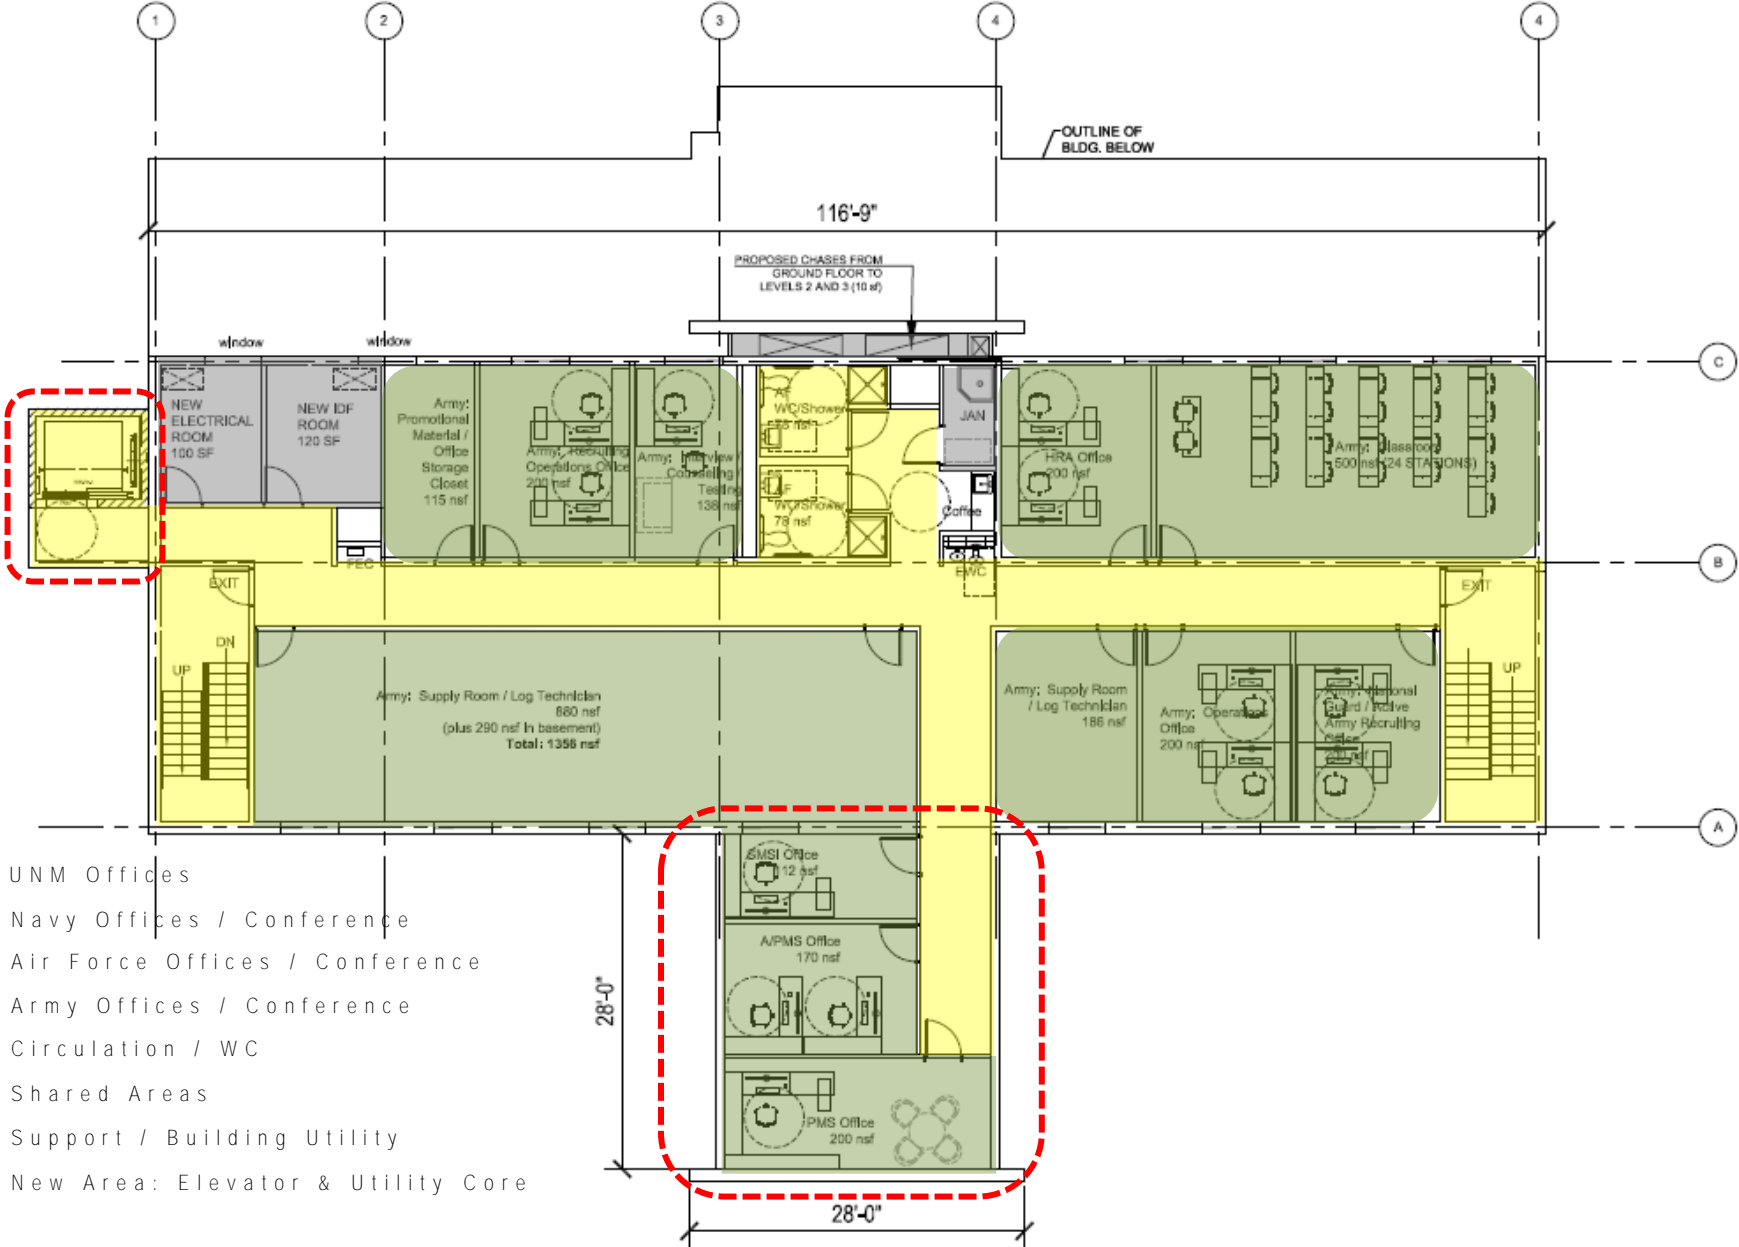 1
2
3
4
4
OUTLINE OF
BLDG. BELOW
116'-9"
PROPOSED CHASES FROM
GROUND FLOOR TO
LEVELS 2 AND 3 (10 sf)
window
window
C
NEW
ELECTRICAL
ROOM
100 SF
NEW IDF
ROOM
120 SF
Army:
Promotional
Material /
Office
Storage
Closet
115 nsf
Army: Recruiting
Operations Office
200 nsf
Army: Interview /
Counseling /
Testing
138 nsf
AF
WC/Shower
78 nsf
AF
WC/Shower
78 nsf
JAN
Coffee
EWC
HRA Office
200 nsf
Army: Classroom
500 nsf (24 STATIONS)
FEC
B
EXIT
EXIT
DN
UP
UP
Army: Supply Room / Log Technician
880 nsf
(plus 290 nsf in basement)
Total: 1356 nsf
Army: Supply Room
/ Log Technician
186 nsf
Army: Operations
Office
200 nsf
Army: National
Guard / Active
Army Recruiting
Office
200 nsf
A
SMSI Office
112 nsf
A/PMS Office
170 nsf
PMS Office
200 nsf
28'-0"
28'-0"
UNM Offices
Navy Offices / Conference
Air Force Offices / Conference
Army Offices / Conference
Circulation / WC
Shared Areas
Support / Building Utility
New Area: Elevator & Utility Core